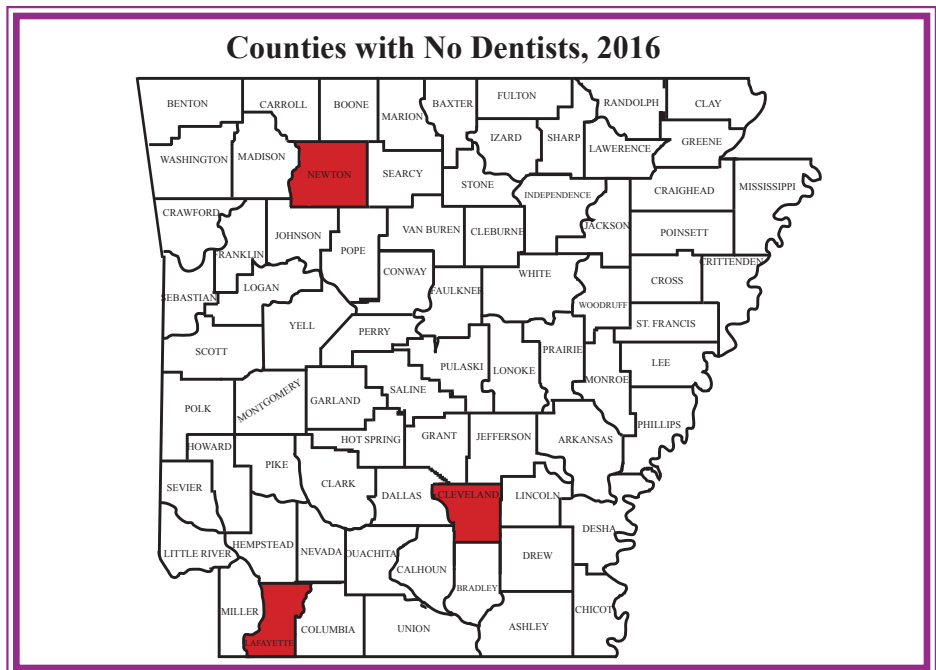 Counties with No Dentists, 2016
BENTON
CARROLL
BOONE
MARION
BAXTER
FULTON
RANDOLPH
CLAY
IZARD
SHARP
LAWERENCE
GREENE
WASHINGTON
MADISON
NEWTON
SEARCY
STONE
INDEPENDENCE
CRAIGHEAD
MISSISSIPPI
CRAWFORD
FRANKLIN
JOHNSON
POPE
VAN BUREN
CLEBURNE
JACKSON
POINSETT
CRITTENDEN
SEBASTIAN
LOGAN
CONWAY
FAULKNER
WHITE
WOODRUFF
CROSS
SCOTT
YELL
PERRY
PULASKI
LONOKE
PRAIRIE
MONROE
ST. FRANCIS
LEE
POLK
MONTGOMERY
GARLAND
SALINE
PHILLIPS
HOWARD
PIKE
HOT SPRING
GRANT
JEFFERSON
ARKANSAS
SEVIER
CLARK
DALLAS
CLEVELAND
LINCOLN
DESHA
LITTLE RIVER
HEMPSTEAD
NEVADA
OUACHITA
CALHOUN
BRADLEY
DREW
MILLER
LAFAYETTE
COLUMBIA
UNION
ASHLEY
CHICOT